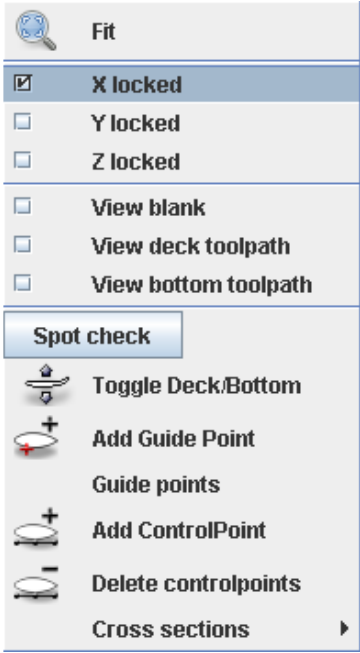 Fit
X locked
Y locked
Z locked
View blank
View deck toolpath
View bottom toolpath
Spot check
Toggle Deck/Bottom
Add Guide Point
Guide points
Add ControlPoint
Delete controlpoints
Cross sections